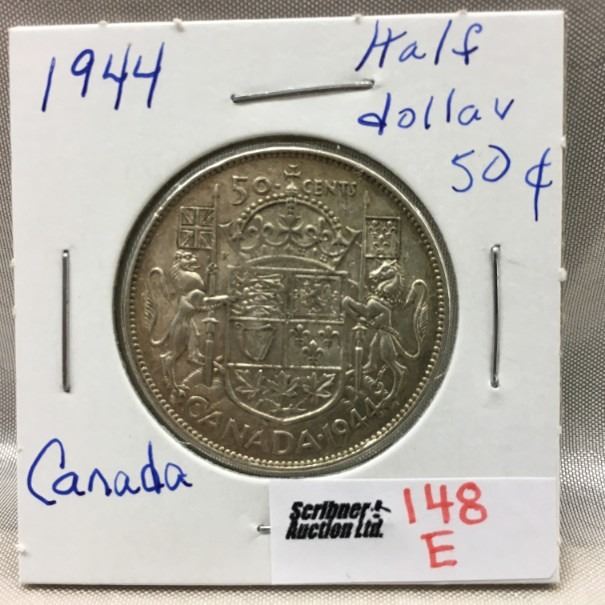 1944
Half
dollar
50 ¢
50 CENTS
CANADA 1944
Canada
Scribner
Auction Ltd.
148
E